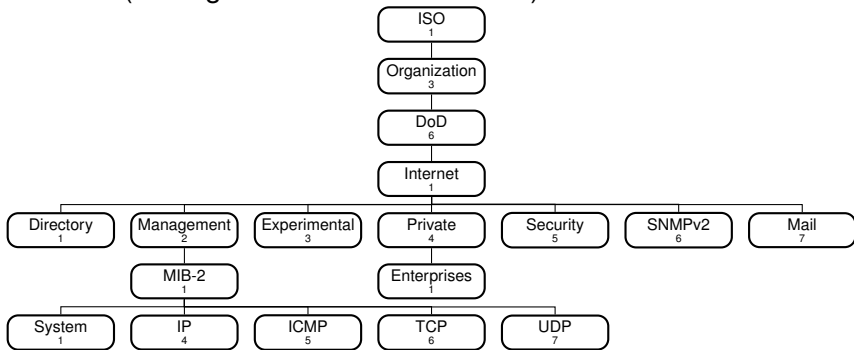 ISO
1
Organization
3
DoD
6
Internet
1
Directory
1
Management
2
Experimental
3
Private
4
Security
5
SNMPv2
6
Mail
7
MIB-2
1
Enterprises
1
System
1
IP
4
ICMP
5
TCP
6
UDP
7